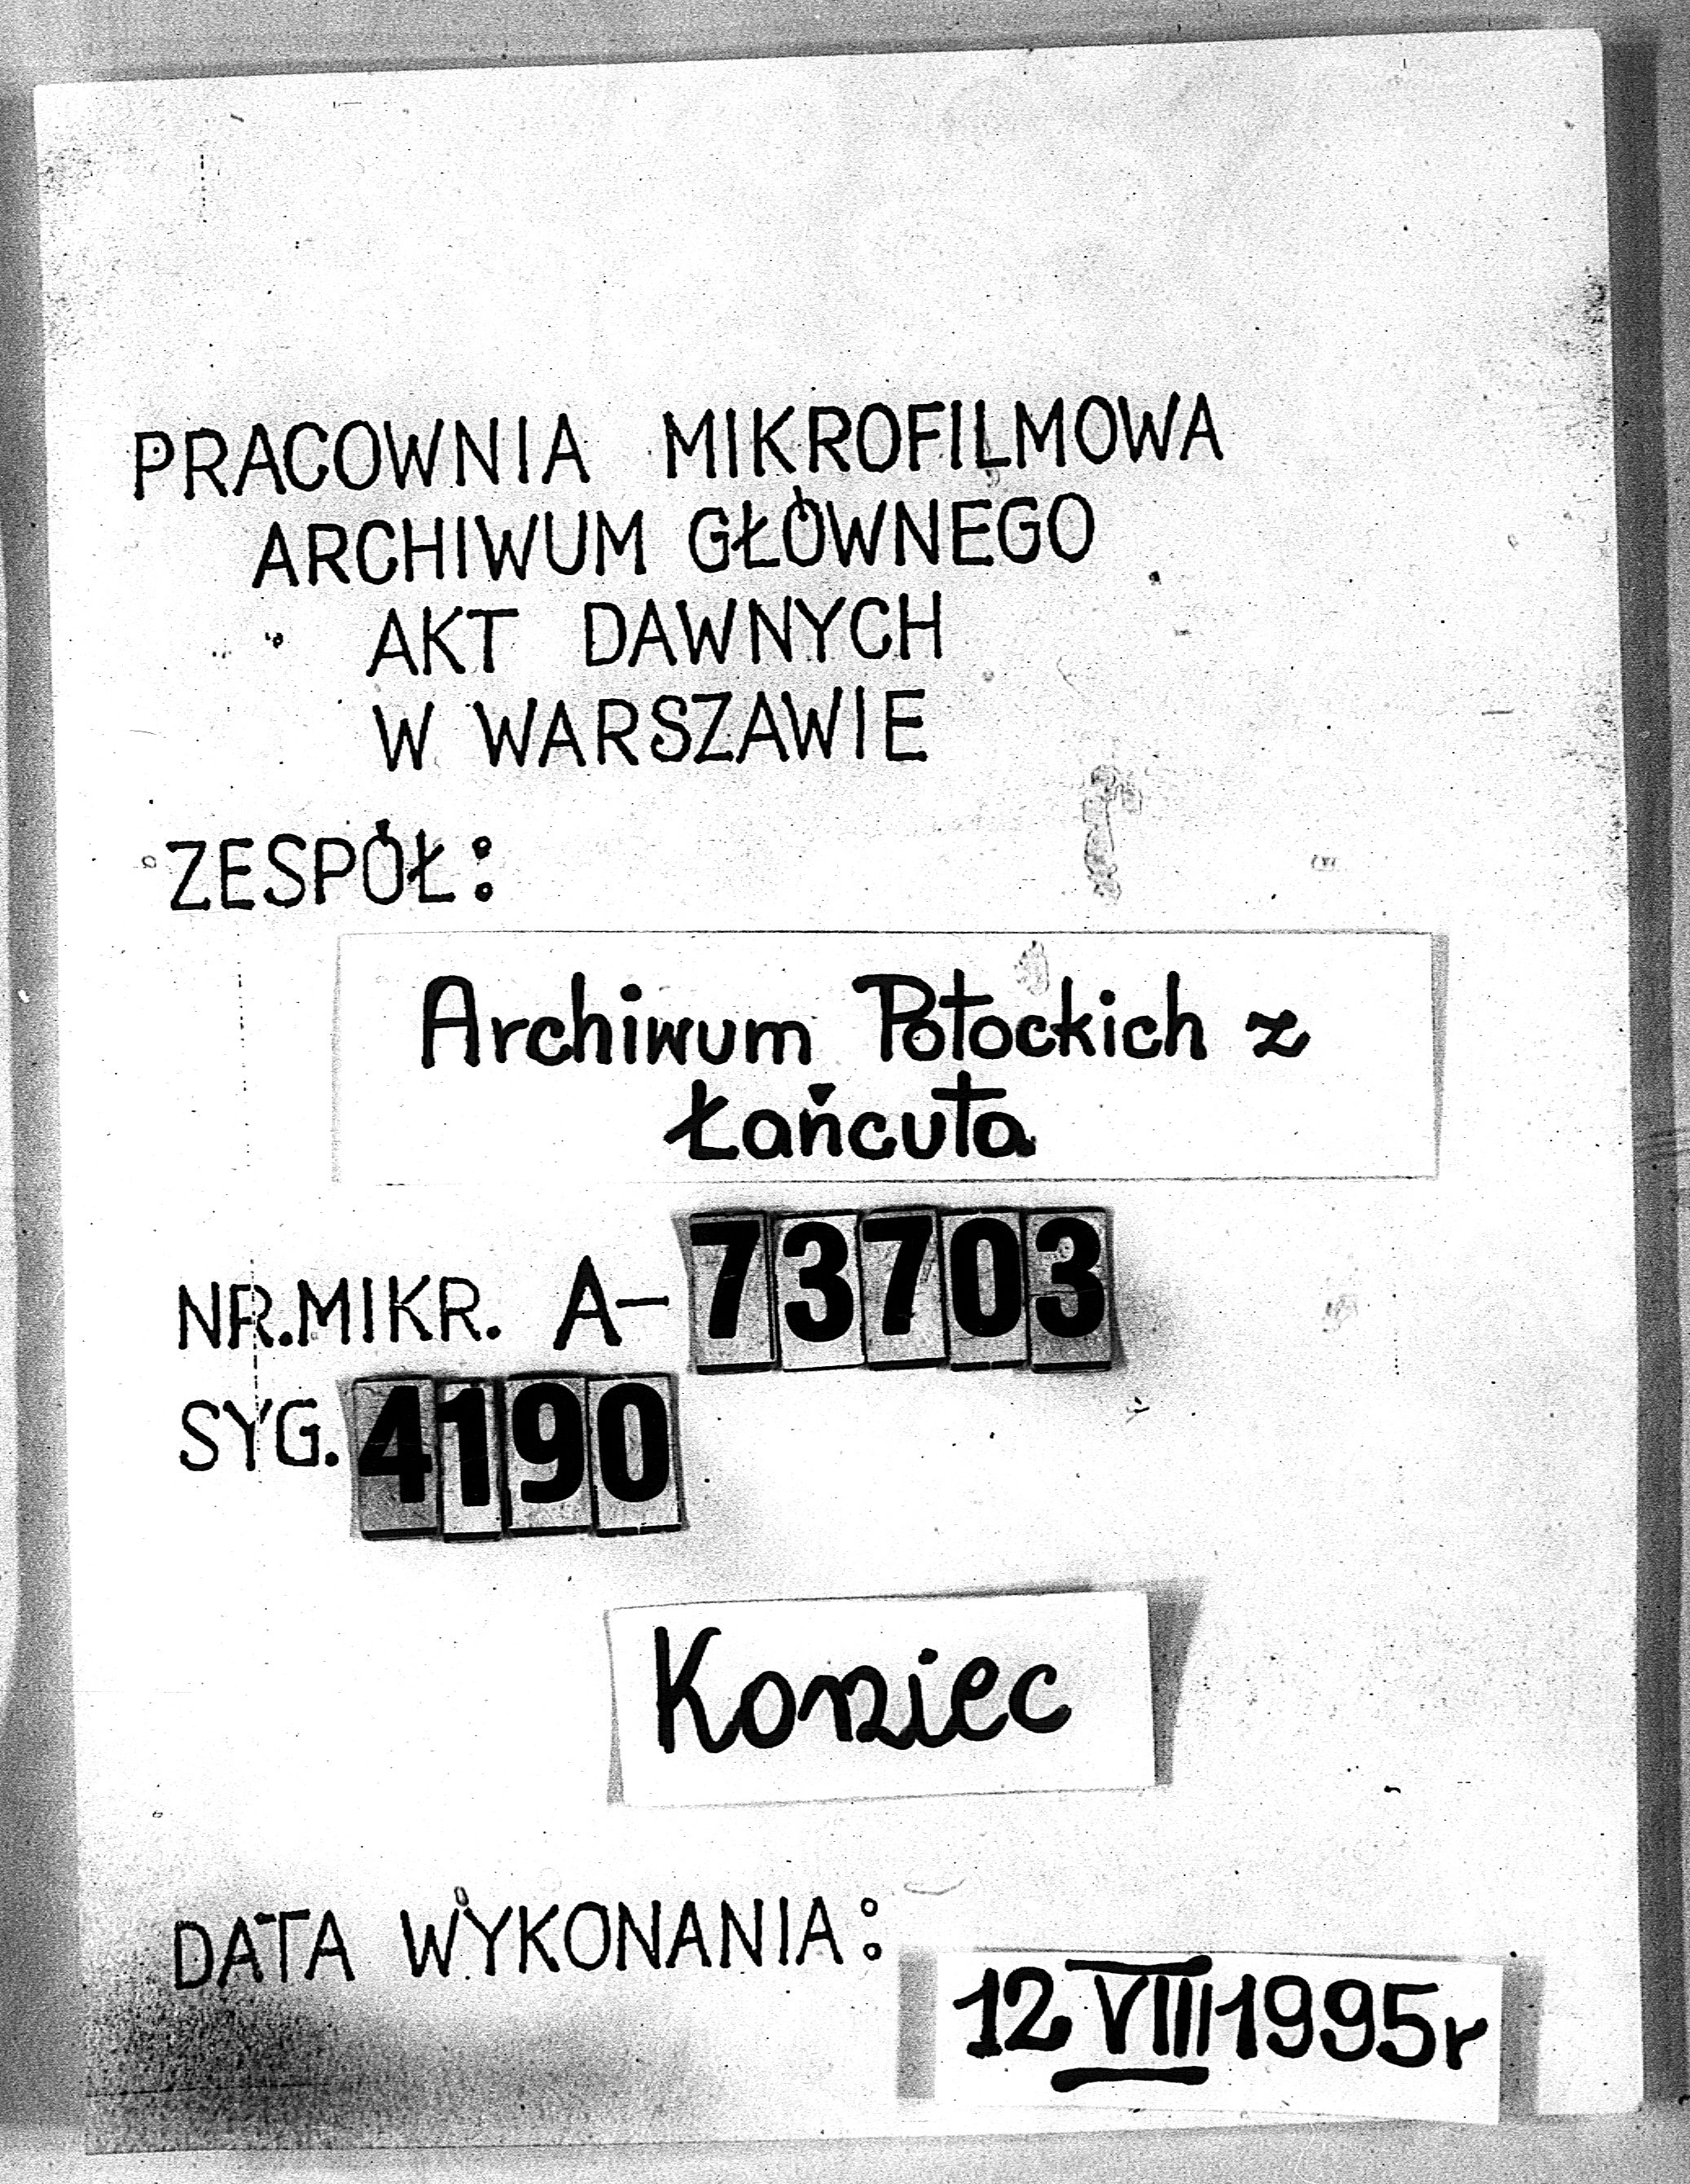 PRACOWNIA MIKROFILMOWA
ARCHIWUM GŁÓWNEGO
AKT DAWNYCH
W WARSZAWIE
ZESPÓŁ:
Archiwum Potockich z
Łańcuta
NR.MIKR. A-73703
SYG. 4190
Koniec
DATA WYKONANIA:
12 VIII 1995r